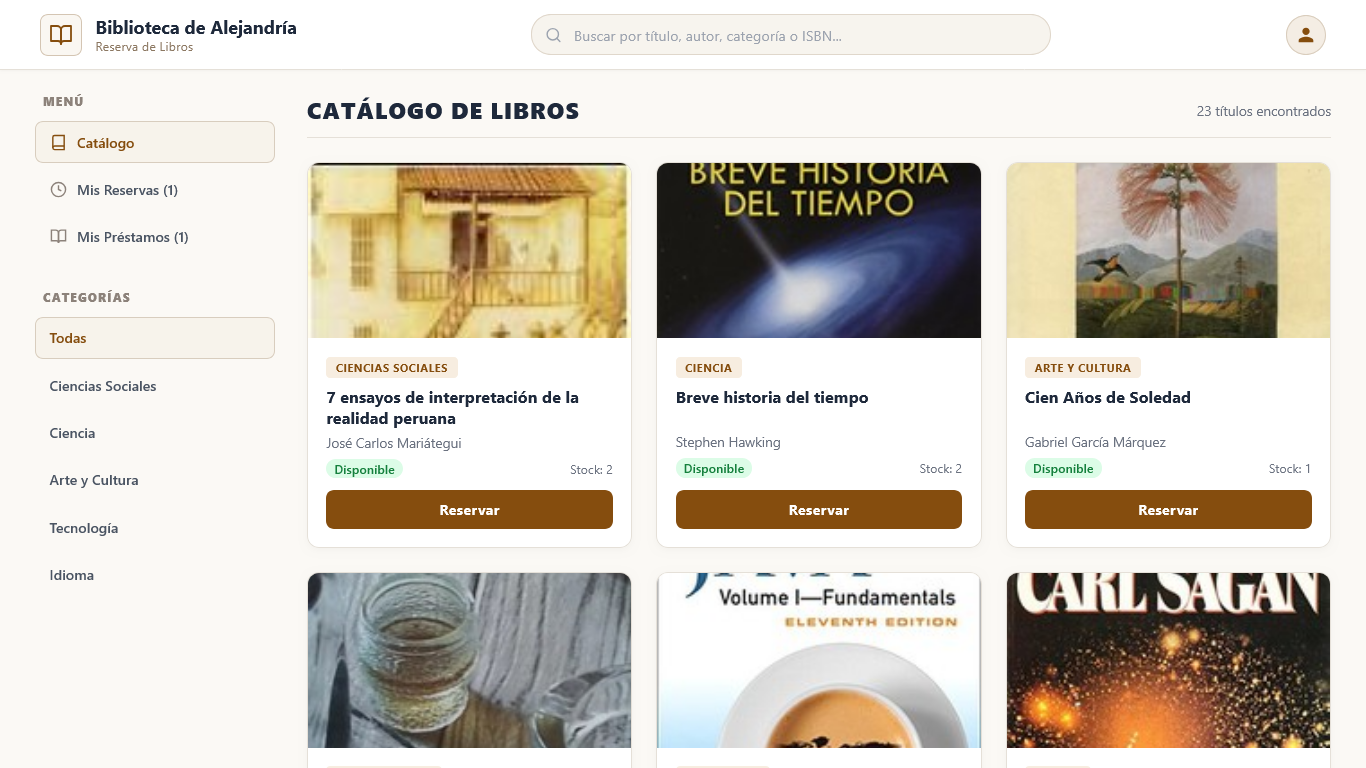 Biblioteca de Alejandría
Reserva de Libros
Buscar por título, autor, categoría o ISBN...
MENÚ
Catálogo
Mis Reservas (1)
Mis Préstamos (1)
CATEGORÍAS
Todas
Ciencias Sociales
Ciencia
Arte y Cultura
Tecnología
Idioma
CATÁLOGO DE LIBROS
23 títulos encontrados
CIENCIAS SOCIALES
7 ensayos de interpretación de la
realidad peruana
José Carlos Mariátegui
Disponible
Stock: 2
Reservar
BREVE HISTORIA
DEL TIEMPO
CIENCIA
Breve historia del tiempo
Stephen Hawking
Disponible
Stock: 2
Reservar
ARTE Y CULTURA
Cien Años de Soledad
Gabriel García Márquez
Disponible
Stock: 1
Reservar
Volume I—Fundamentals
ELEVENTH EDITION
CARL SAGAN